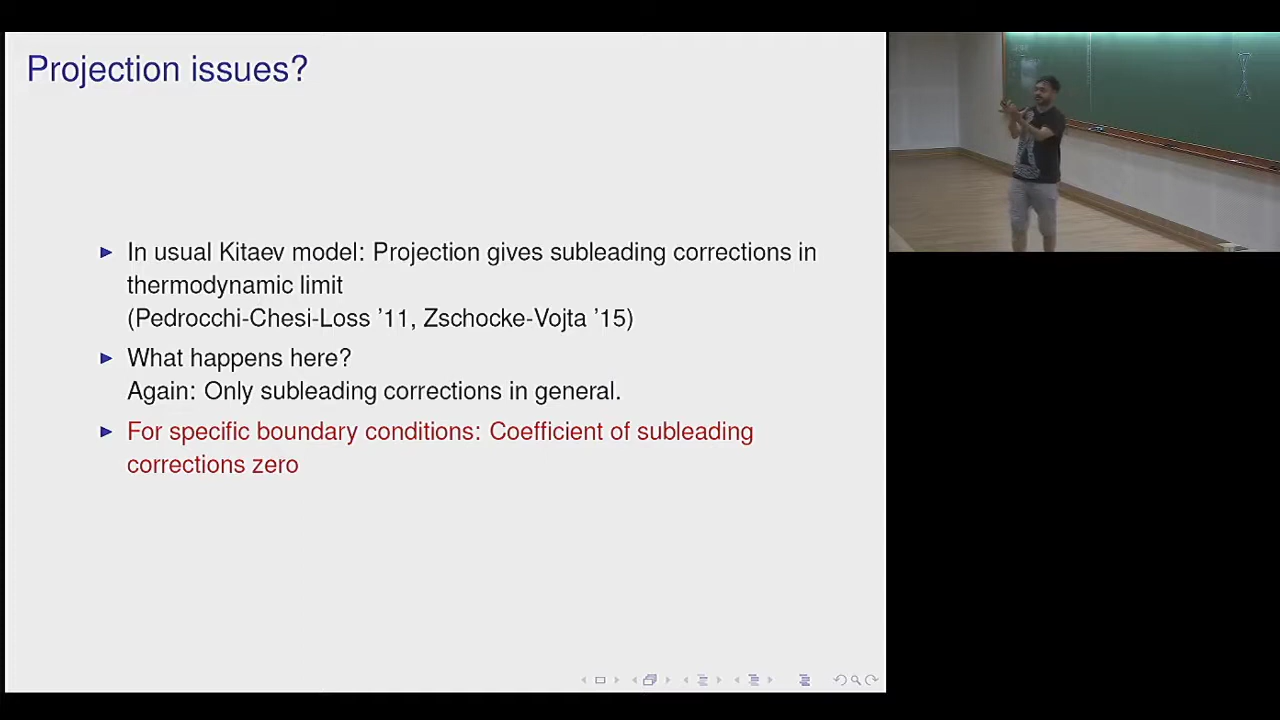 Projection issues?
In usual Kitaev model: Projection gives subleading corrections in
thermodynamic limit
(Pedrocchi-Chesi-Loss ’11, Zschocke-Vojta ’15)
What happens here?
Again: Only subleading corrections in general.
For specific boundary conditions: Coefficient of subleading
corrections zero